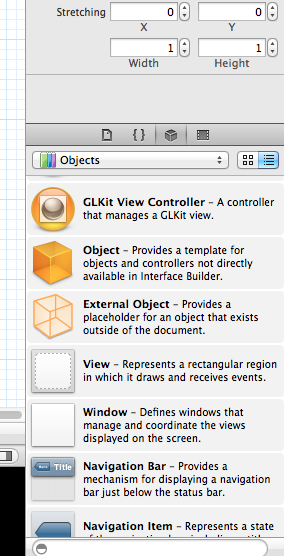 Stretching 0 0
X Y
1 1
Width Height
{ }
Objects
GLKit View Controller – A controller
that manages a GLKit view.
Object – Provides a template for
objects and controllers not directly
available in Interface Builder.
External Object – Provides a
placeholder for an object that exists
outside of the document.
View – Represents a rectangular region
in which it draws and receives events.
Window – Defines windows that
manage and coordinate the views
displayed on the screen.
Back Title
Navigation Bar – Provides a
mechanism for displaying a navigation
bar just below the status bar.
Navigation Item – Represents a state